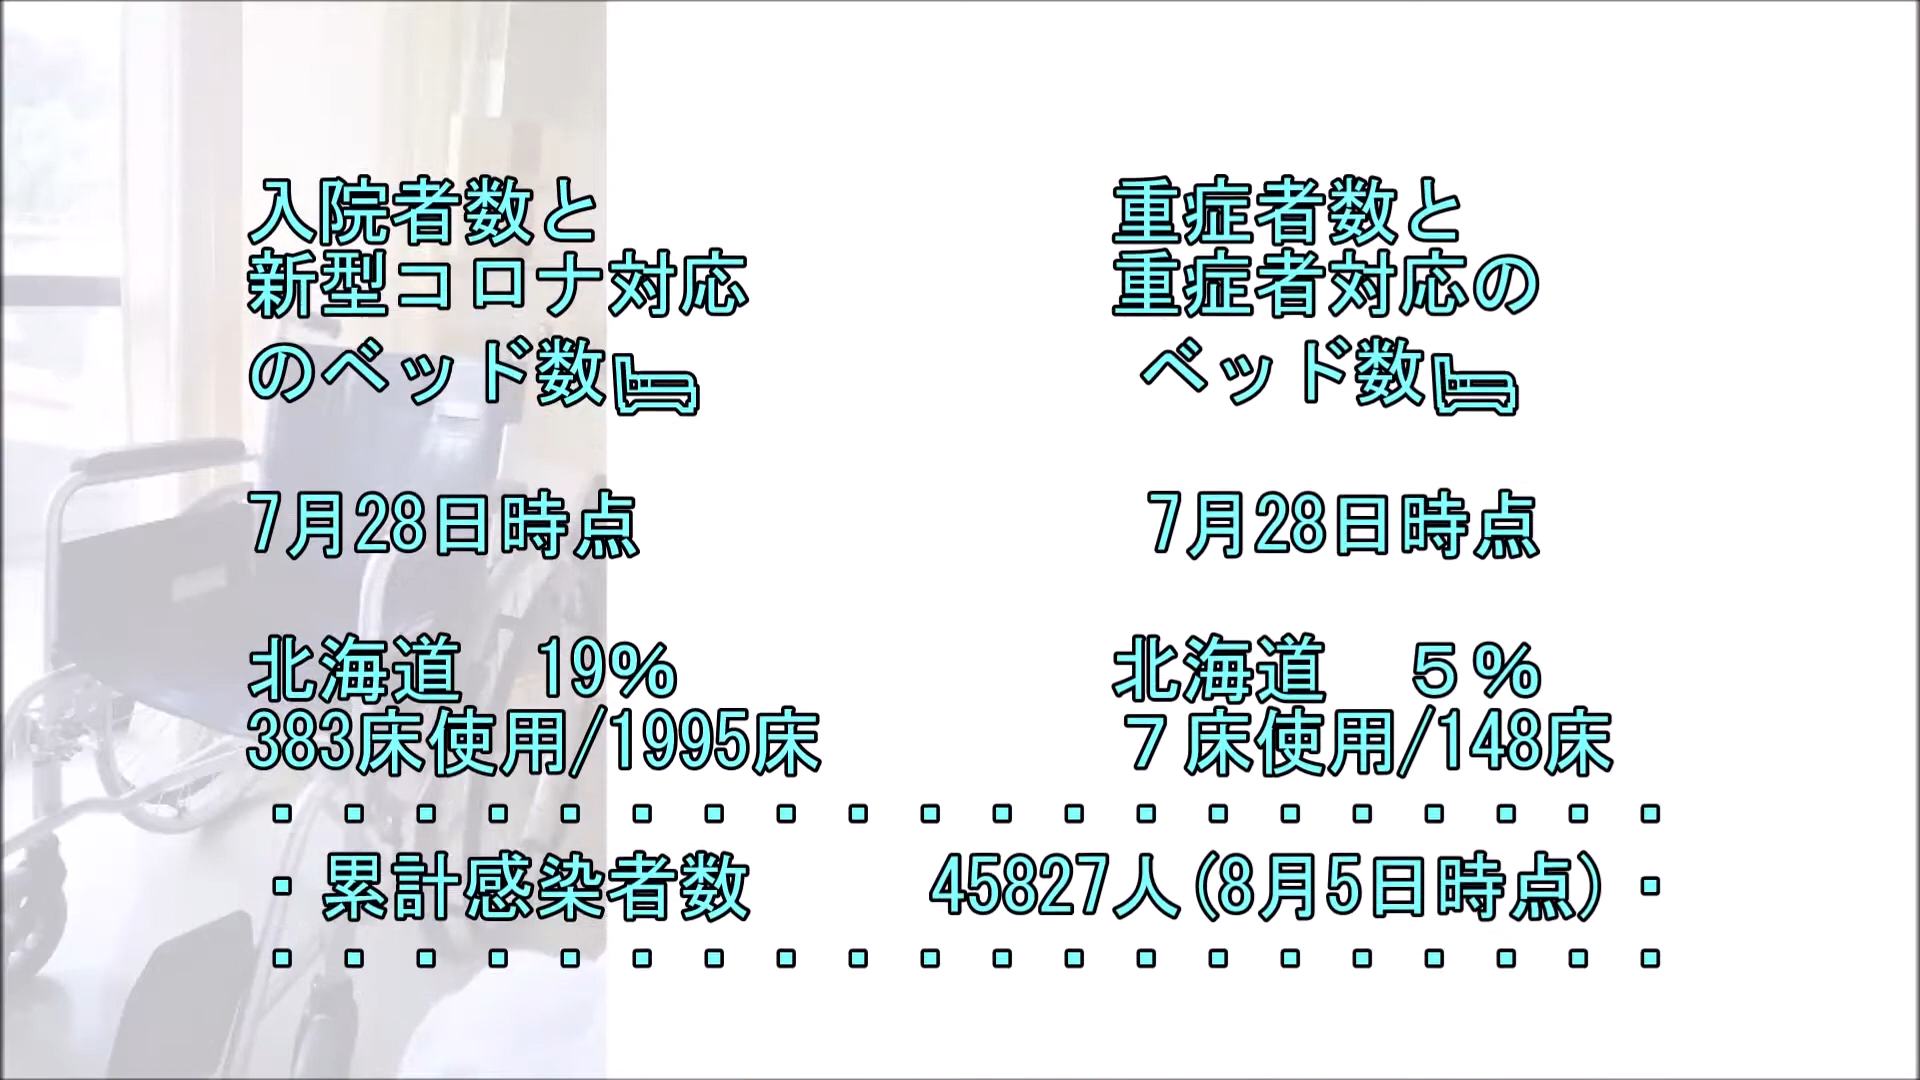 入院者数と
新型コロナ対応
のベッド数🛏
7月28日時点
北海道　19％
383床使用/1995床
重症者数と
重症者対応の
ベッド数🛏
7月28日時点
北海道　５％
７床使用/148床
・・・・・・・・・・・・・・・・・・・・
・累計感染者数　　45827人(8月5日時点)・
・・・・・・・・・・・・・・・・・・・・